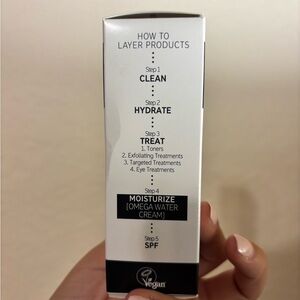 HOW TO
LAYER PRODUCTS
Step 1
CLEAN
Step 2
HYDRATE
Step 3
TREAT
1. Toners
2. Exfoliating Treatments
3. Targeted Treatments
4. Eye Treatments
Step 4
MOISTURIZE
[OMEGA WATER
CREAM]
Step 5
SPF
vegan